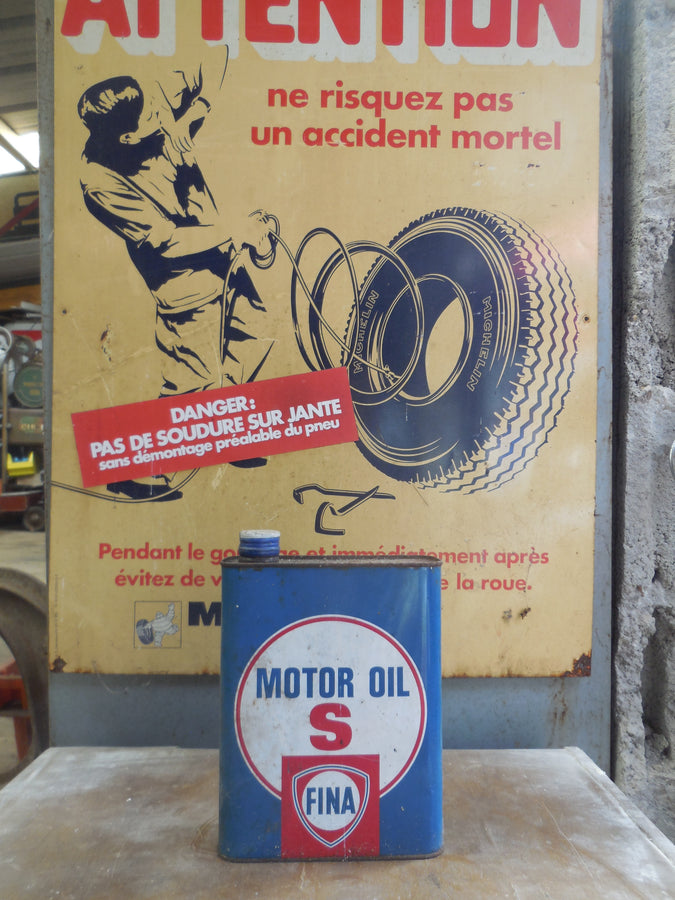 ATTENTION
ne risquez pas
un accident mortel
MICHELIN
MICHELIN
DANGER:
PAS DE SOUDURE SUR JANTE
sans démontage préalable du pneu
Pendant le go ge et immédiatement après
évitez de v e la roue.
M
MOTOR OIL
S
FINA